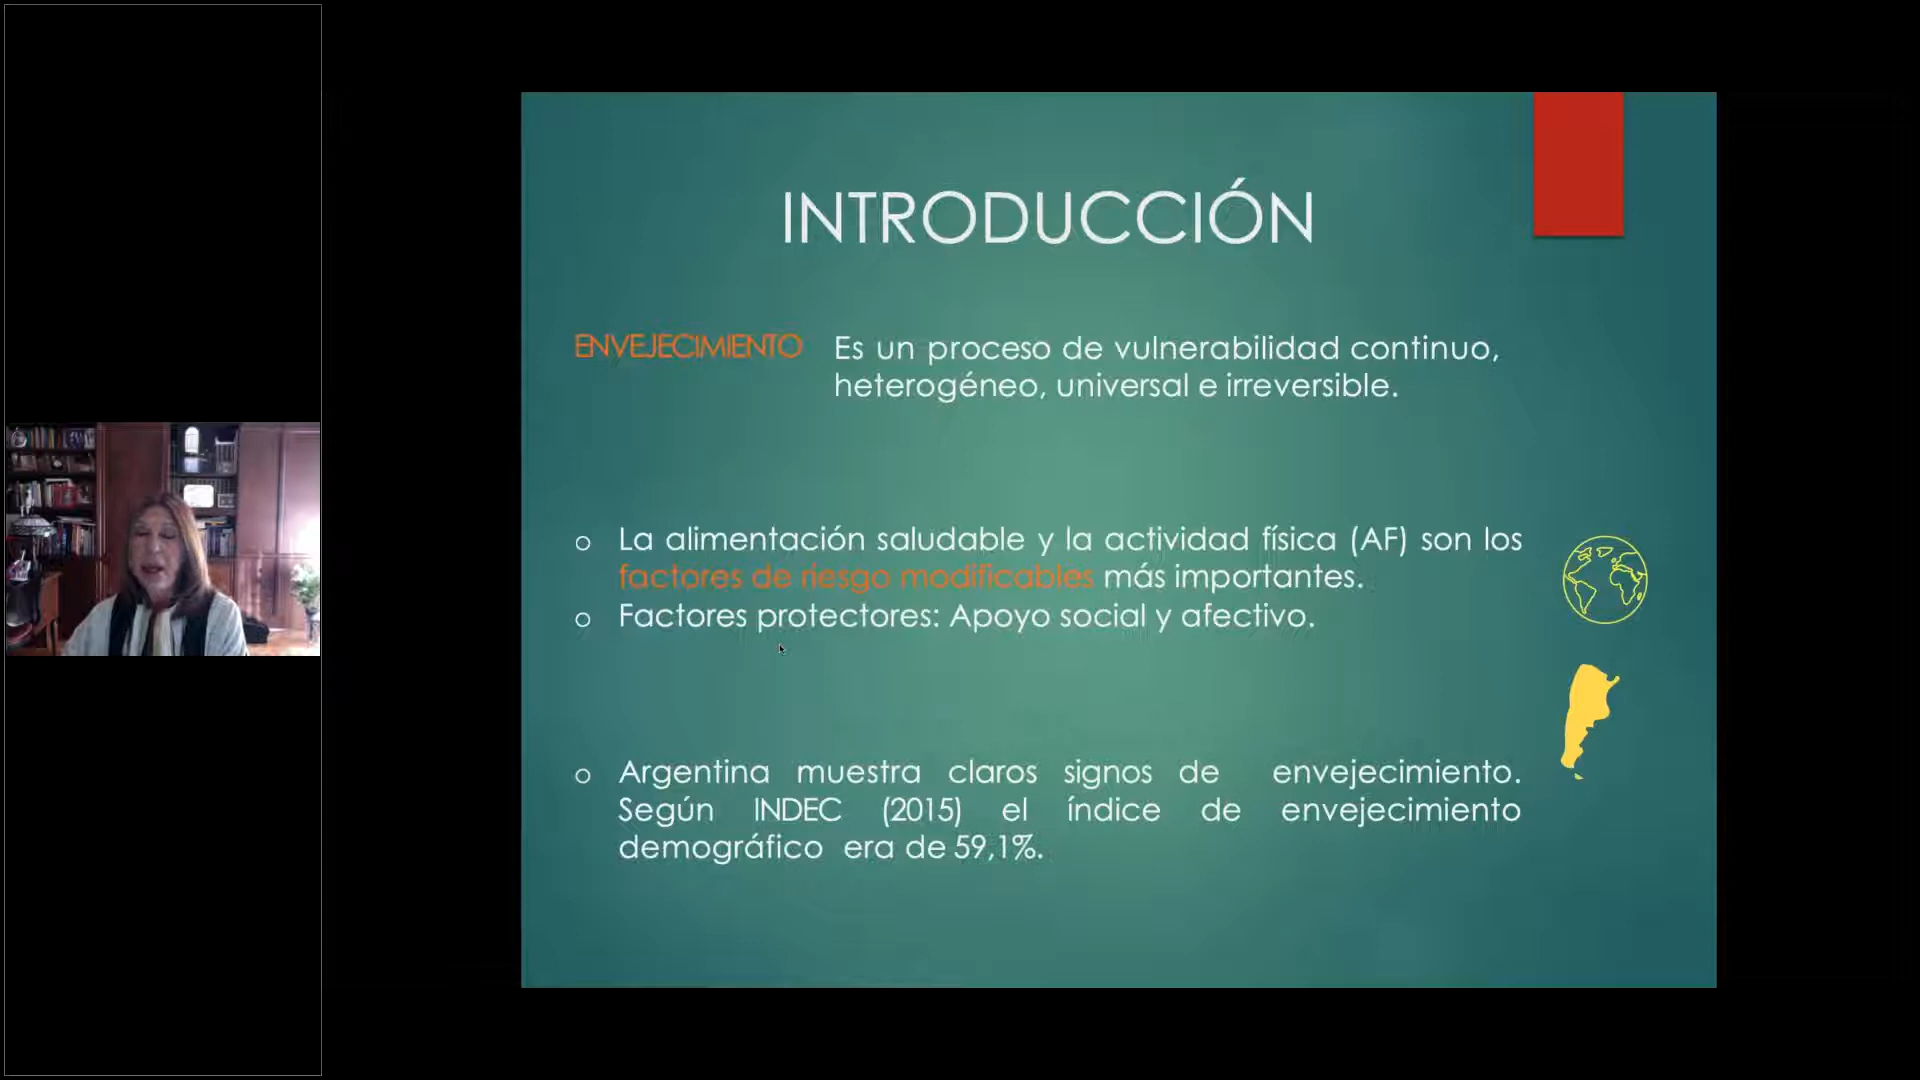 INTRODUCCIÓN
ENVEJECIMIENTO Es un proceso de vulnerabilidad continuo,
heterogéneo, universal e irreversible.
o La alimentación saludable y la actividad física (AF) son los
factores de riesgo modificables más importantes.
o Factores protectores: Apoyo social y afectivo.
o Argentina muestra claros signos de envejecimiento.
Según INDEC (2015) el índice de envejecimiento
demográfico era de 59,1%.